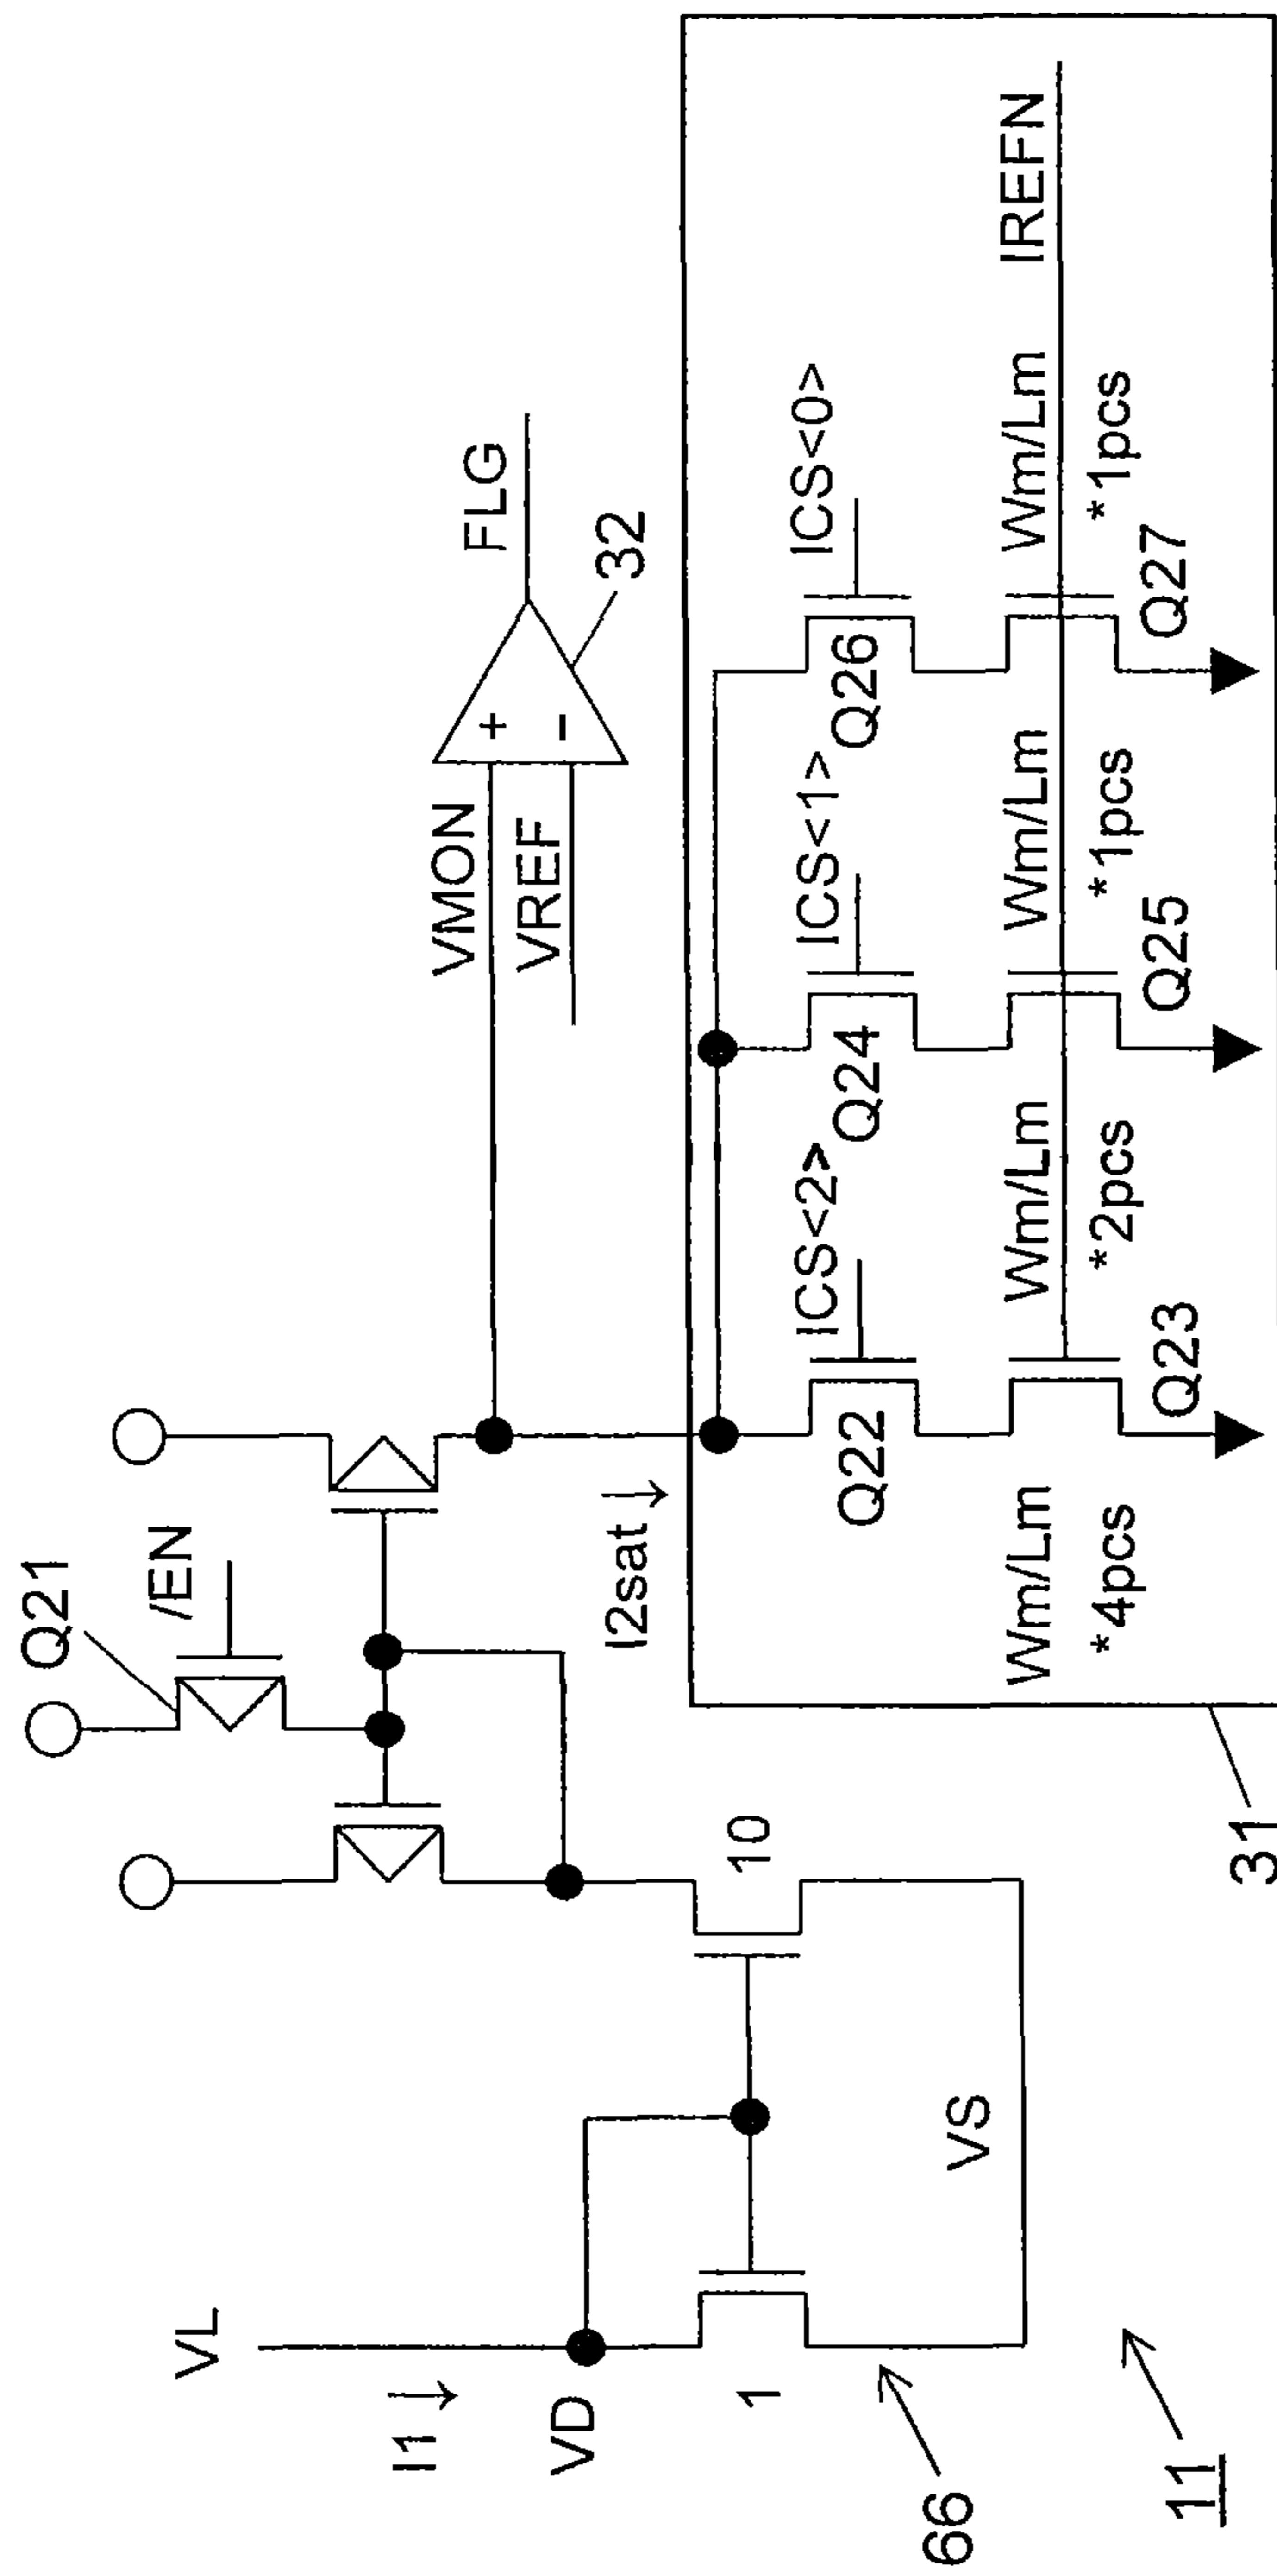 Q21
/EN
VL
I1 ↓
VD
1
10
VS
66
11
VMON
VREF
+
−
FLG
32
I2sat ↓
31
ICS<2>
Q22
Wm/Lm
*4pcs
Q23
ICS<1>
Q24
Wm/Lm
*2pcs
Q25
ICS<0>
Q26
Wm/Lm
*1pcs
Q27
Wm/Lm
*1pcs
IREFN